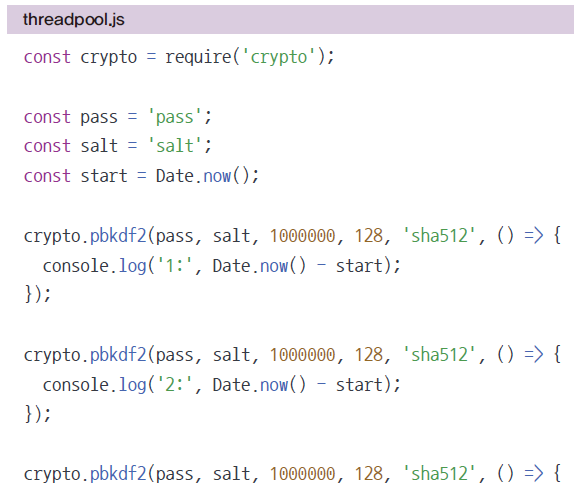 threadpool.js
const crypto = require('crypto');
const pass = 'pass';
const salt = 'salt';
const start = Date.now();
crypto.pbkdf2(pass, salt, 1000000, 128, 'sha512', () => {
  console.log('1:', Date.now() - start);
});
crypto.pbkdf2(pass, salt, 1000000, 128, 'sha512', () => {
  console.log('2:', Date.now() - start);
});
crypto.pbkdf2(pass, salt, 1000000, 128, 'sha512', () => {